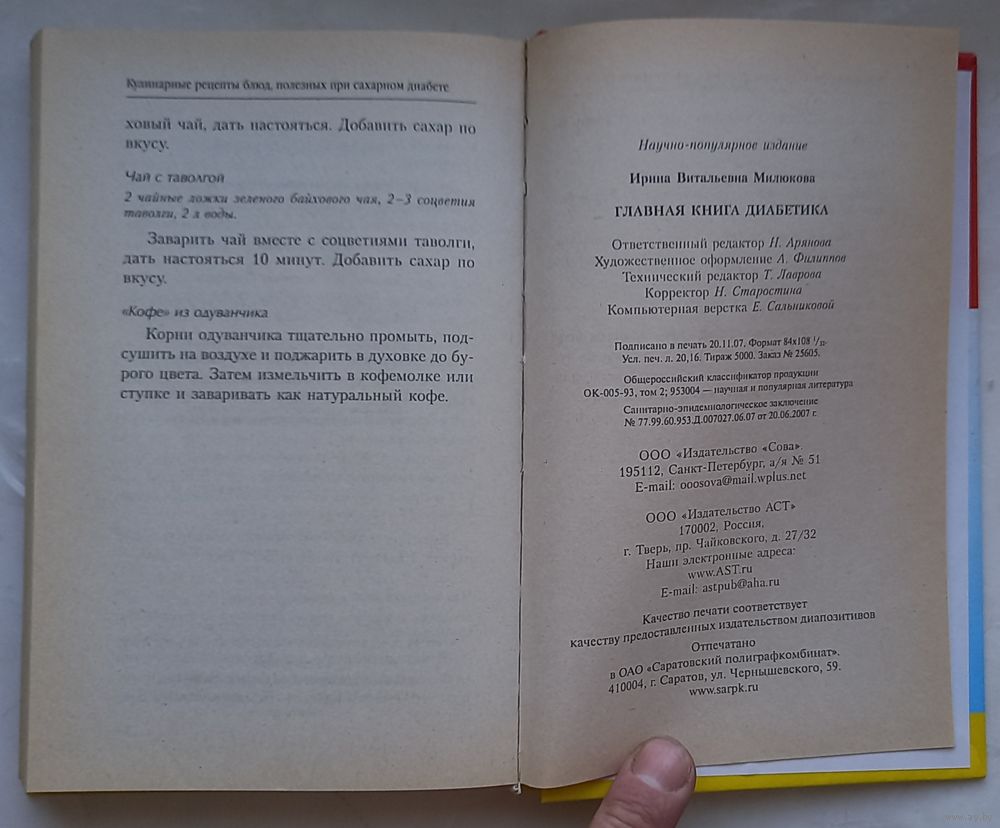 Кулинарные рецепты блюд, полезных при сахарном диабете
ховый чай, дать настояться. Добавить сахар по
вкусу.
Чай с таволгой
2 чайные ложки зеленого байхового чая, 2–3 соцветия
таволги, 2 л воды.
Заварить чай вместе с соцветиями таволги,
дать настояться 10 минут. Добавить сахар по
вкусу.
«Кофе» из одуванчика
Корни одуванчика тщательно промыть, под-
сушить на воздухе и поджарить в духовке до бу-
рого цвета. Затем измельчить в кофемолке или
ступке и заваривать как натуральный кофе.
Научно-популярное издание
Ирина Витальевна Милюкова
ГЛАВНАЯ КНИГА ДИАБЕТИКА
Ответственный редактор Н. Арянова
Художественное оформление А. Филиппов
Технический редактор Т. Лаврова
Корректор Н. Старостина
Компьютерная верстка Е. Сальниковой
Подписано в печать 20.11.07. Формат 84х108 1/32.
Усл. печ. л. 20,16. Тираж 5000. Заказ № 25605.
Общероссийский классификатор продукции
ОК-005-93, том 2; 953004 — научная и популярная литература
Санитарно-эпидемиологическое заключение
№ 77.99.60.953.Д.007027.06.07 от 20.06.2007 г.
ООО «Издательство «Сова».
195112, Санкт-Петербург, а/я № 51
E-mail: ooosova@mail.wplus.net
ООО «Издательство АСТ»
170002, Россия,
г. Тверь, пр. Чайковского, д. 27/32
Наши электронные адреса:
www.AST.ru
E-mail: astpub@aha.ru
Качество печати соответствует
качеству предоставленных издательством диапозитивов
Отпечатано
в ОАО «Саратовский полиграфкомбинат».
410004, г. Саратов, ул. Чернышевского, 59.
www.sarpk.ru
www.ay.by